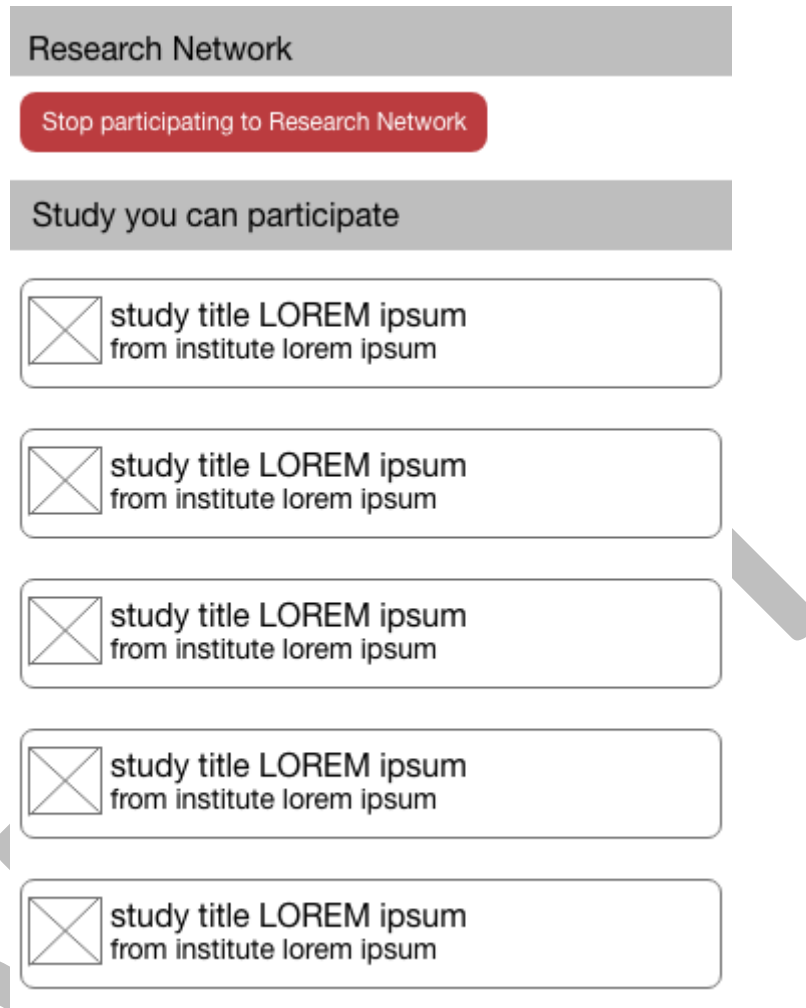 Research Network
Stop participating to Research Network
Study you can participate
study title LOREM ipsum
from institute lorem ipsum
study title LOREM ipsum
from institute lorem ipsum
study title LOREM ipsum
from institute lorem ipsum
study title LOREM ipsum
from institute lorem ipsum
study title LOREM ipsum
from institute lorem ipsum